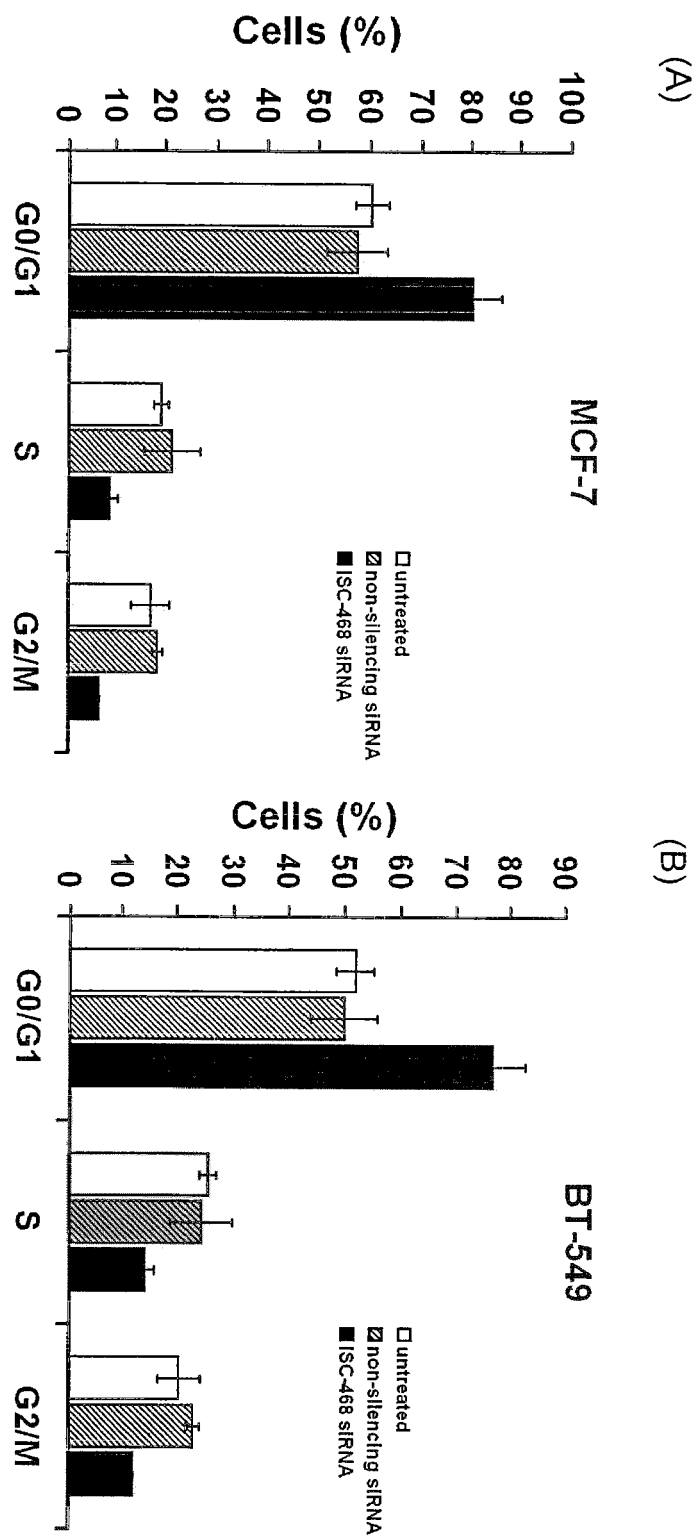 (A)
MCF-7
Cells (%)
100
90
80
70
60
50
40
30
20
10
0
untreated
non-silencing siRNA
ISC-468 siRNA
G0/G1 S G2/M
(B)
BT-549
Cells (%)
90
80
70
60
50
40
30
20
10
0
untreated
non-silencing siRNA
ISC-468 siRNA
G0/G1 S G2/M